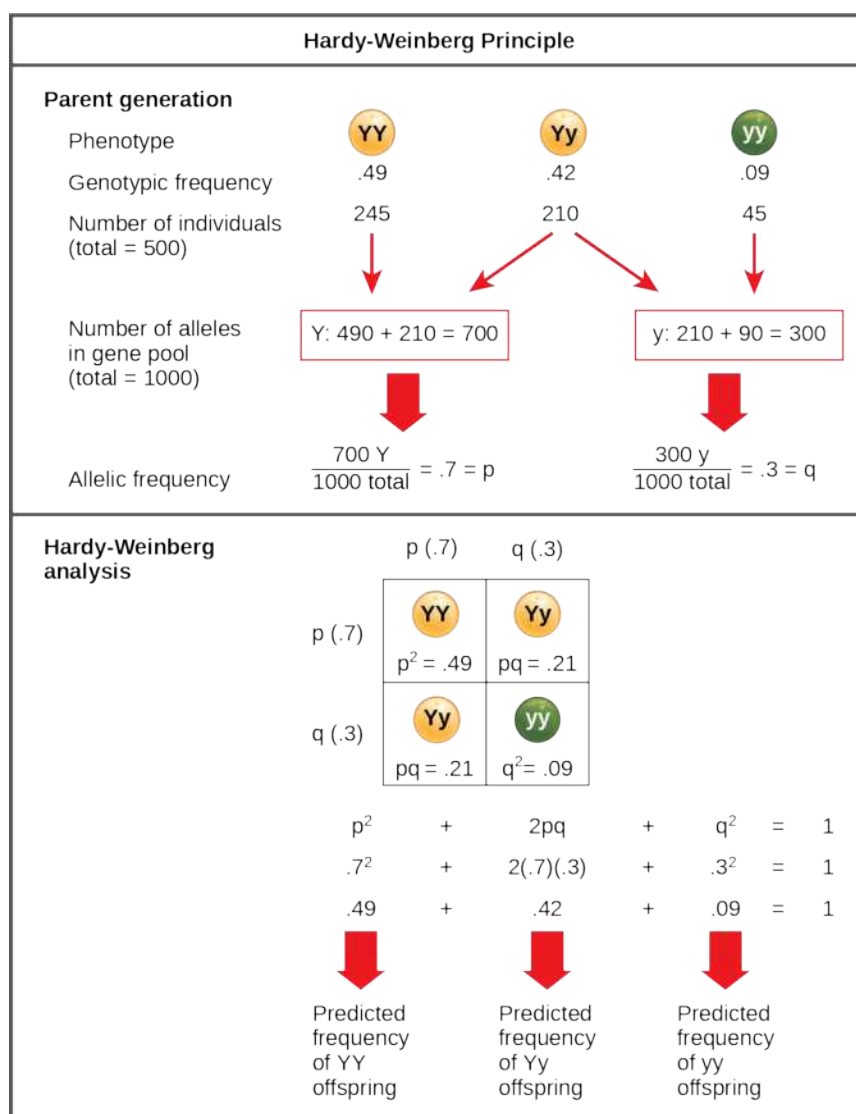 Hardy-Weinberg Principle
Parent generation
Phenotype YY Yy yy
Genotypic frequency .49 .42 .09
Number of individuals 245 210 45
(total = 500)
Number of alleles
in gene pool
(total = 1000)
Y: 490 + 210 = 700 y: 210 + 90 = 300
Allelic frequency
700 Y
1000 total
= .7 = p
300 y
1000 total
= .3 = q
Hardy-Weinberg
analysis
p (.7) q (.3)
p (.7)
YY Yy
p² = .49 pq = .21
q (.3)
Yy yy
pq = .21 q²= .09
p² + 2pq + q² = 1
.7² + 2(.7)(.3) + .3² = 1
.49 + .42 + .09 = 1
Predicted
frequency
of YY
offspring
Predicted
frequency
of Yy
offspring
Predicted
frequency
of yy
offspring